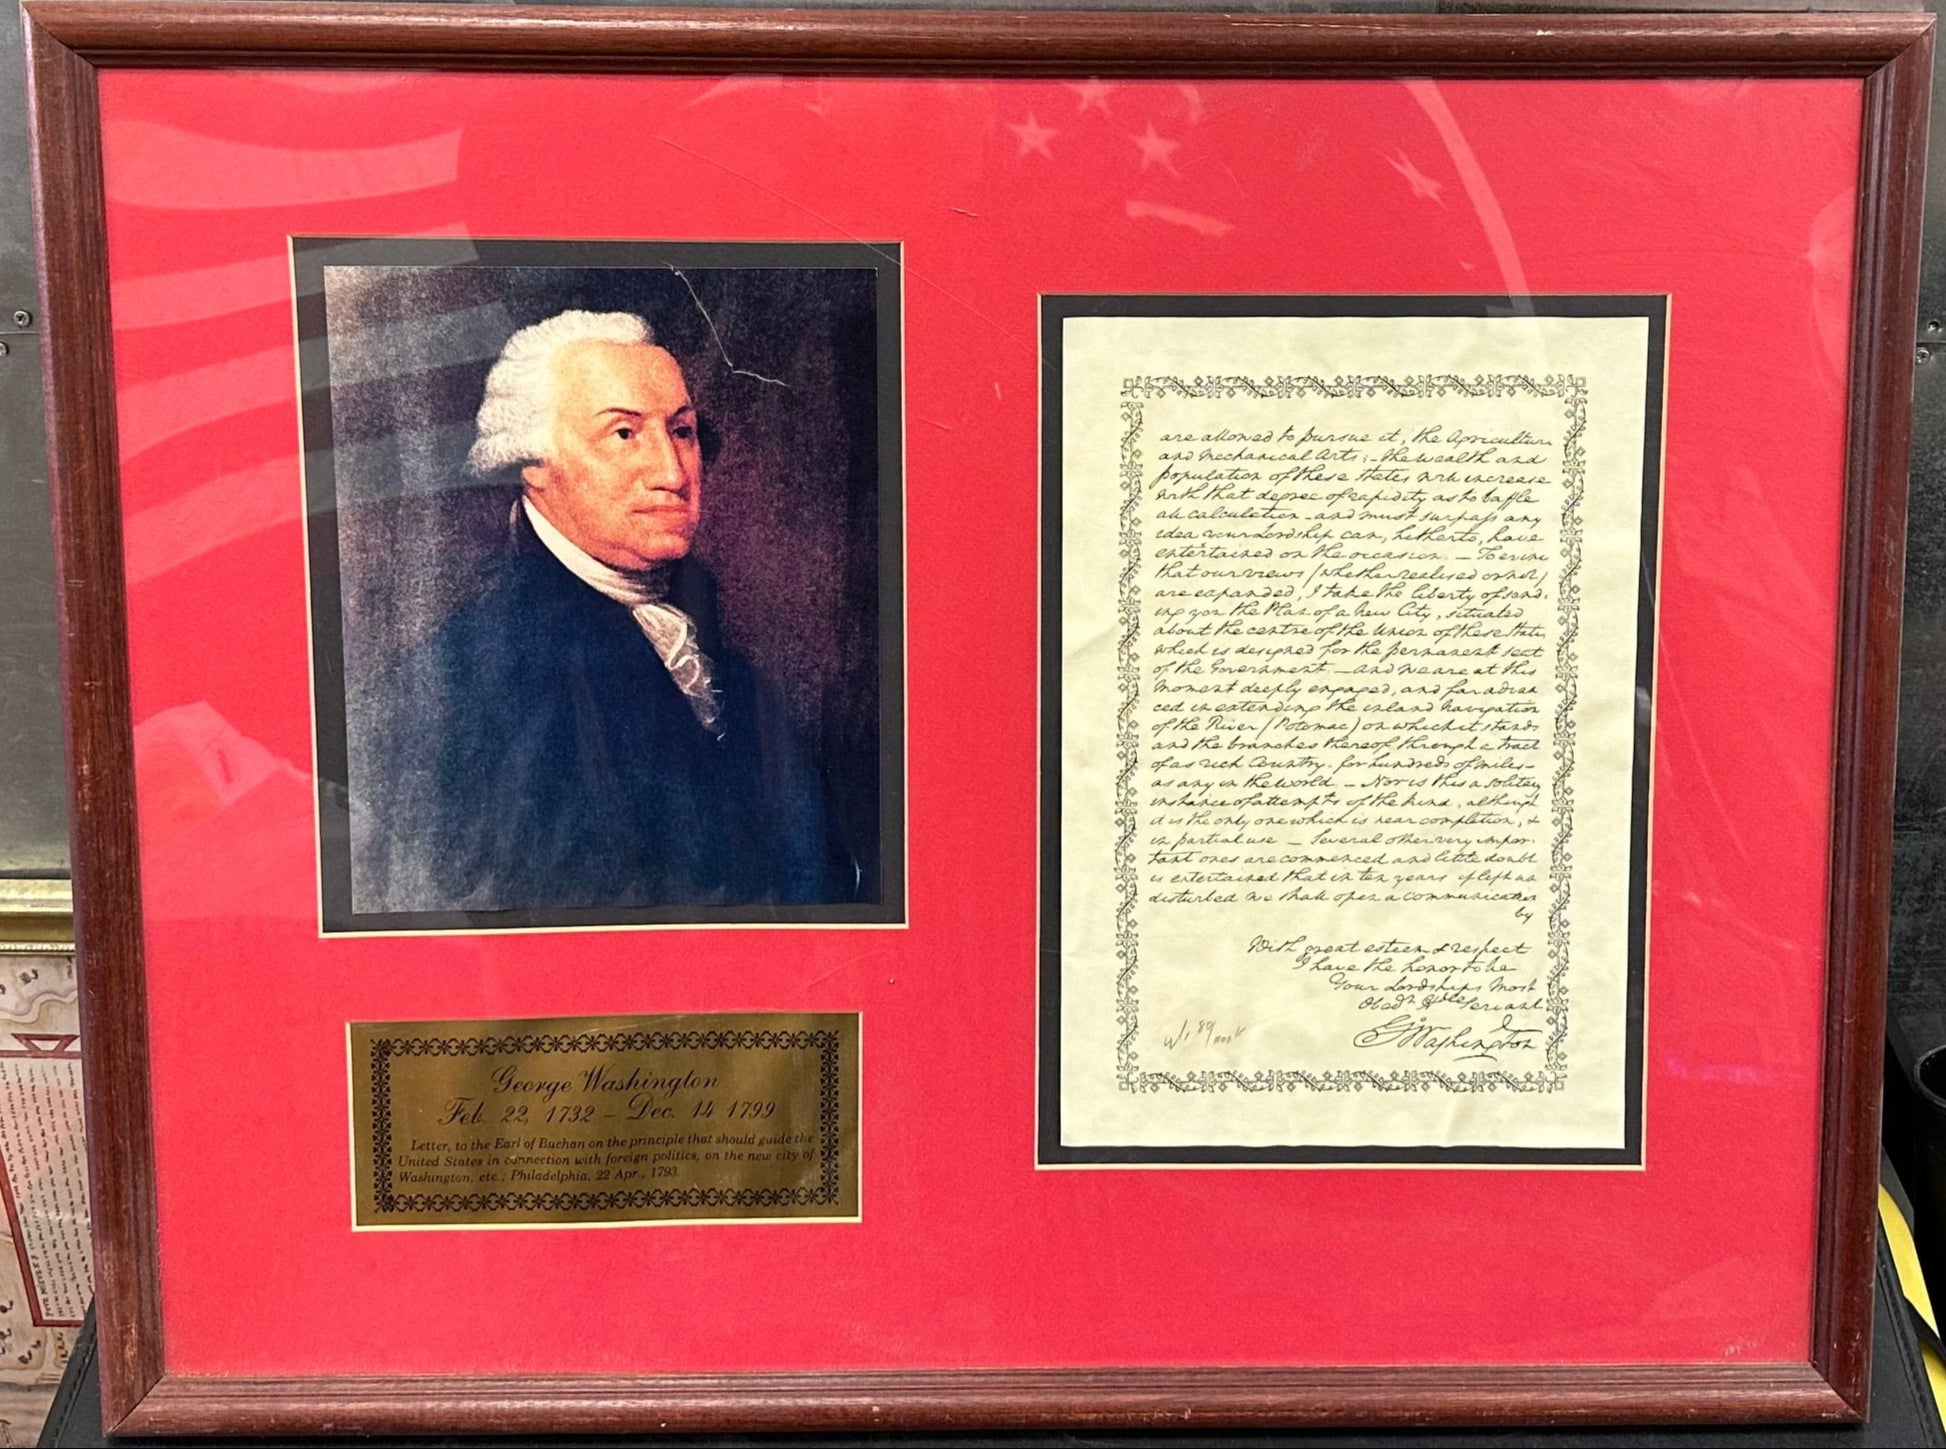 George Washington
Feb. 22, 1732 – Dec. 14 1799
Letter, to the Earl of Buchan on the principle that should guide the
United States in connection with foreign politics, on the new city of
Washington, etc., Philadelphia, 22 Apr., 1793.
are allowed to pursue it, the Agriculture
and Mechanical Arts; – the wealth and
population of these States will increase
with that degree of rapidity as to baffle
all calculation – and must surpass any
idea your Lordship can, hitherto, have
entertained on the occasion. –
that our views (whether realised or not)
are expanded, I take the liberty of send-
ing you the Plan of a New City, situated
about the centre of the Union of these States
which is designed for the permanent seat
of the Government. – and we are at this
moment deeply engaged, and far advan
ced in extending the inland navigation
of the River (Potomac) on which it stands
and the branches thereof through a tract
of as rich Country – for hundreds of miles –
as any in the world. – Nor is this a solitary
instance of attempts of the kind, although
it is the only one which is near completion, &
in partial use – Several other very impor-
tant ones are commenced and little doubt
is entertained that in ten years if left un
disturbed we shall open a communication
by
With great esteem & respect
I have the honor to be
Your Lordships Most
Obedt Hble Servant
Go Washington